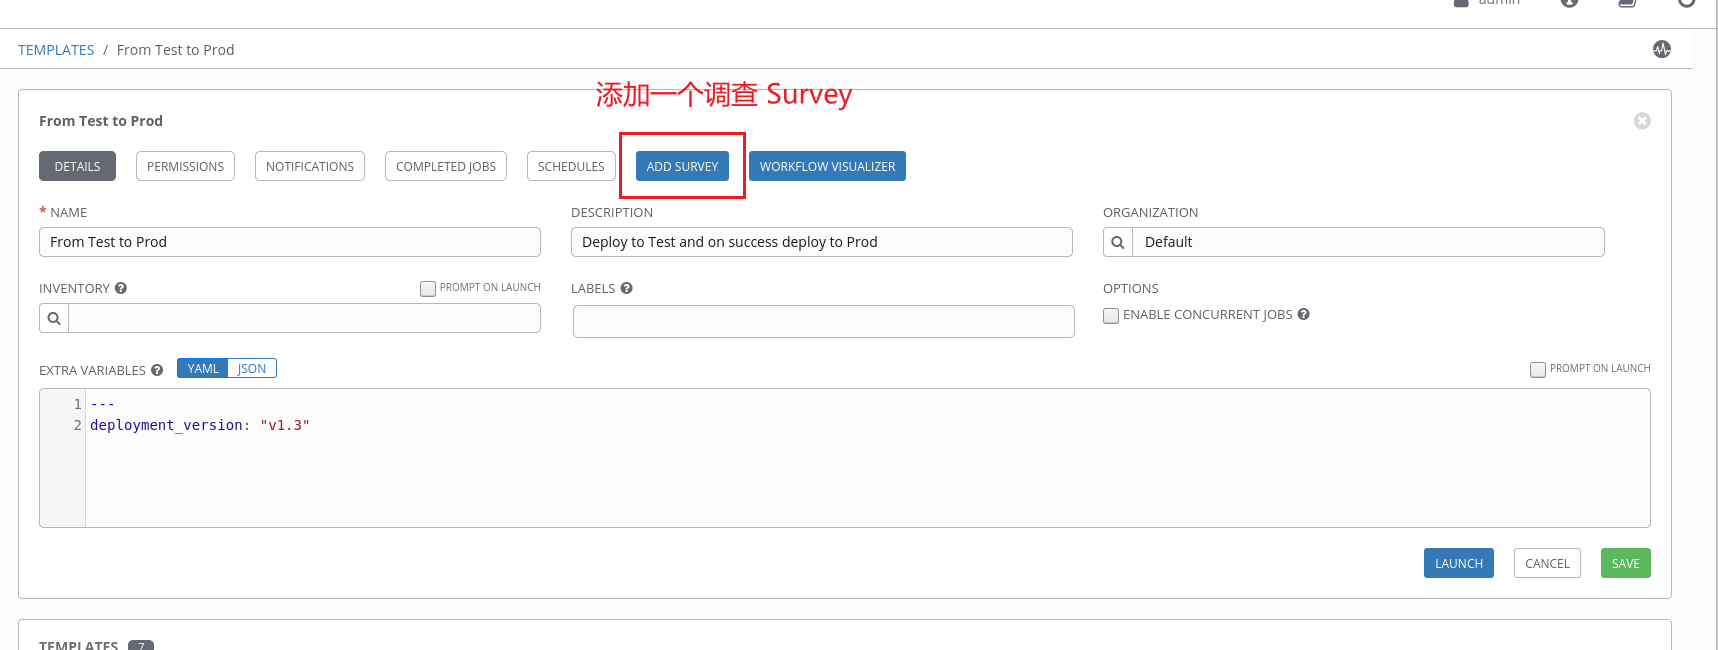 admin
TEMPLATES / From Test to Prod
添加一个调查 Survey
From Test to Prod
DETAILS PERMISSIONS NOTIFICATIONS COMPLETED JOBS SCHEDULES ADD SURVEY WORKFLOW VISUALIZER
* NAME DESCRIPTION ORGANIZATION
From Test to Prod Deploy to Test and on success deploy to Prod Default
INVENTORY ? PROMPT ON LAUNCH LABELS ? OPTIONS
ENABLE CONCURRENT JOBS ?
EXTRA VARIABLES ? YAML JSON PROMPT ON LAUNCH
1 ---
2 deployment_version: "v1.3"
LAUNCH CANCEL SAVE
TEMPLATES 7